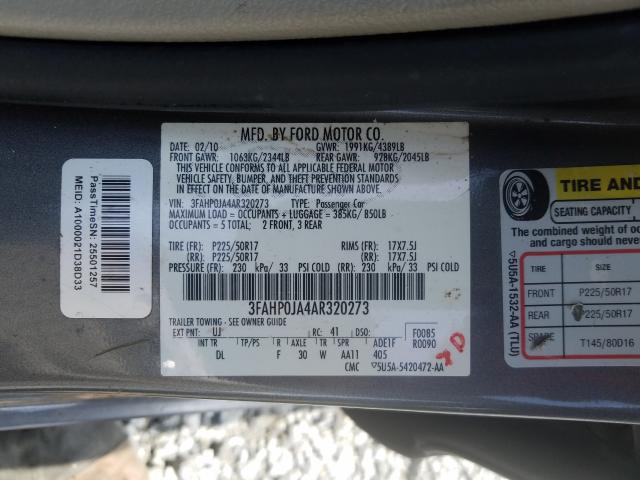 PassTimeSN: 25501257
MEID: A1000021D38D33
MFD. BY FORD MOTOR CO.
DATE: 02/10 GVWR: 1991KG/4389LB
FRONT GAWR: 1063KG/2344LB REAR GAWR: 928KG/2045LB
THIS VEHICLE CONFORMS TO ALL APPLICABLE FEDERAL MOTOR
VEHICLE SAFETY, BUMPER, AND THEFT PREVENTION STANDARDS
IN EFFECT ON THE DATE OF MANUFACTURE SHOWN ABOVE.
VIN: 3FAHP0JA4AR320273 TYPE: Passenger Car
MAXIMUM LOAD = OCCUPANTS + LUGGAGE = 385KG/ 850LB
OCCUPANTS = 5 TOTAL; 2 FRONT, 3 REAR
TIRE (FR): P225/50R17 RIMS (FR): 17X7.5J
(RR): P225/50R17 (RR): 17X7.5J
PRESSURE (FR): 230 kPa/ 33 PSI COLD (RR): 230 kPa/ 33 PSI COLD
3FAHP0JA4AR320273
TRAILER TOWING - SEE OWNER GUIDE
EXT PNT: UJ RC: 41 DSO: F0085
INT TR TP/PS R AXLE TR SPR ADE1F R0090
DL F 30 W AA11 405
CMC ▽5U5A-5420472-AA
TIRE AND
SEATING CAPACITY
The combined weight of oc
and cargo should never
▽5U5A-1532-AA (TLU)
TIRE SIZE
FRONT P225/50R17
REAR P225/50R17
SPARE T145/80D16